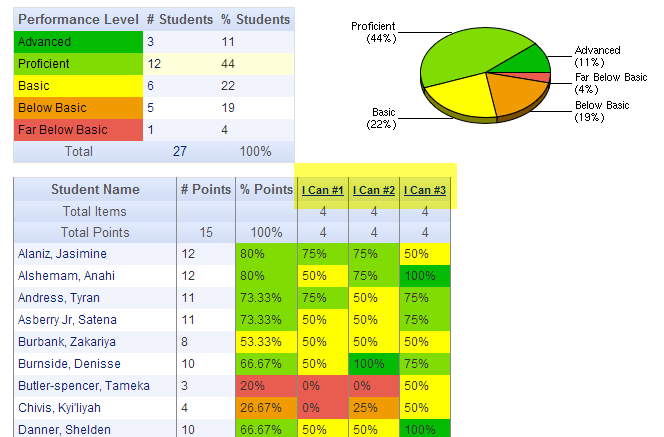 Performance Level # Students % Students
Advanced 3 11
Proficient 12 44
Basic 6 22
Below Basic 5 19
Far Below Basic 1 4
Total 27 100%
Proficient
(44%)
Advanced
(11%)
Far Below Basic
(4%)
Below Basic
(19%)
Basic
(22%)
Student Name # Points % Points I Can #1 I Can #2 I Can #3
Total Items 4 4 4
Total Points 15 100% 4 4 4
Alaniz, Jasimine 12 80% 75% 75% 50%
Alshemam, Anahi 12 80% 50% 75% 100%
Andress, Tyran 11 73.33% 75% 50% 75%
Asberry Jr, Satena 11 73.33% 50% 50% 75%
Burbank, Zakariya 8 53.33% 50% 50% 50%
Burnside, Denisse 10 66.67% 50% 100% 75%
Butler-spencer, Tameka 3 20% 0% 0% 50%
Chivis, Kyi'liyah 4 26.67% 0% 25% 50%
Danner, Shelden 10 66.67% 50% 50% 100%